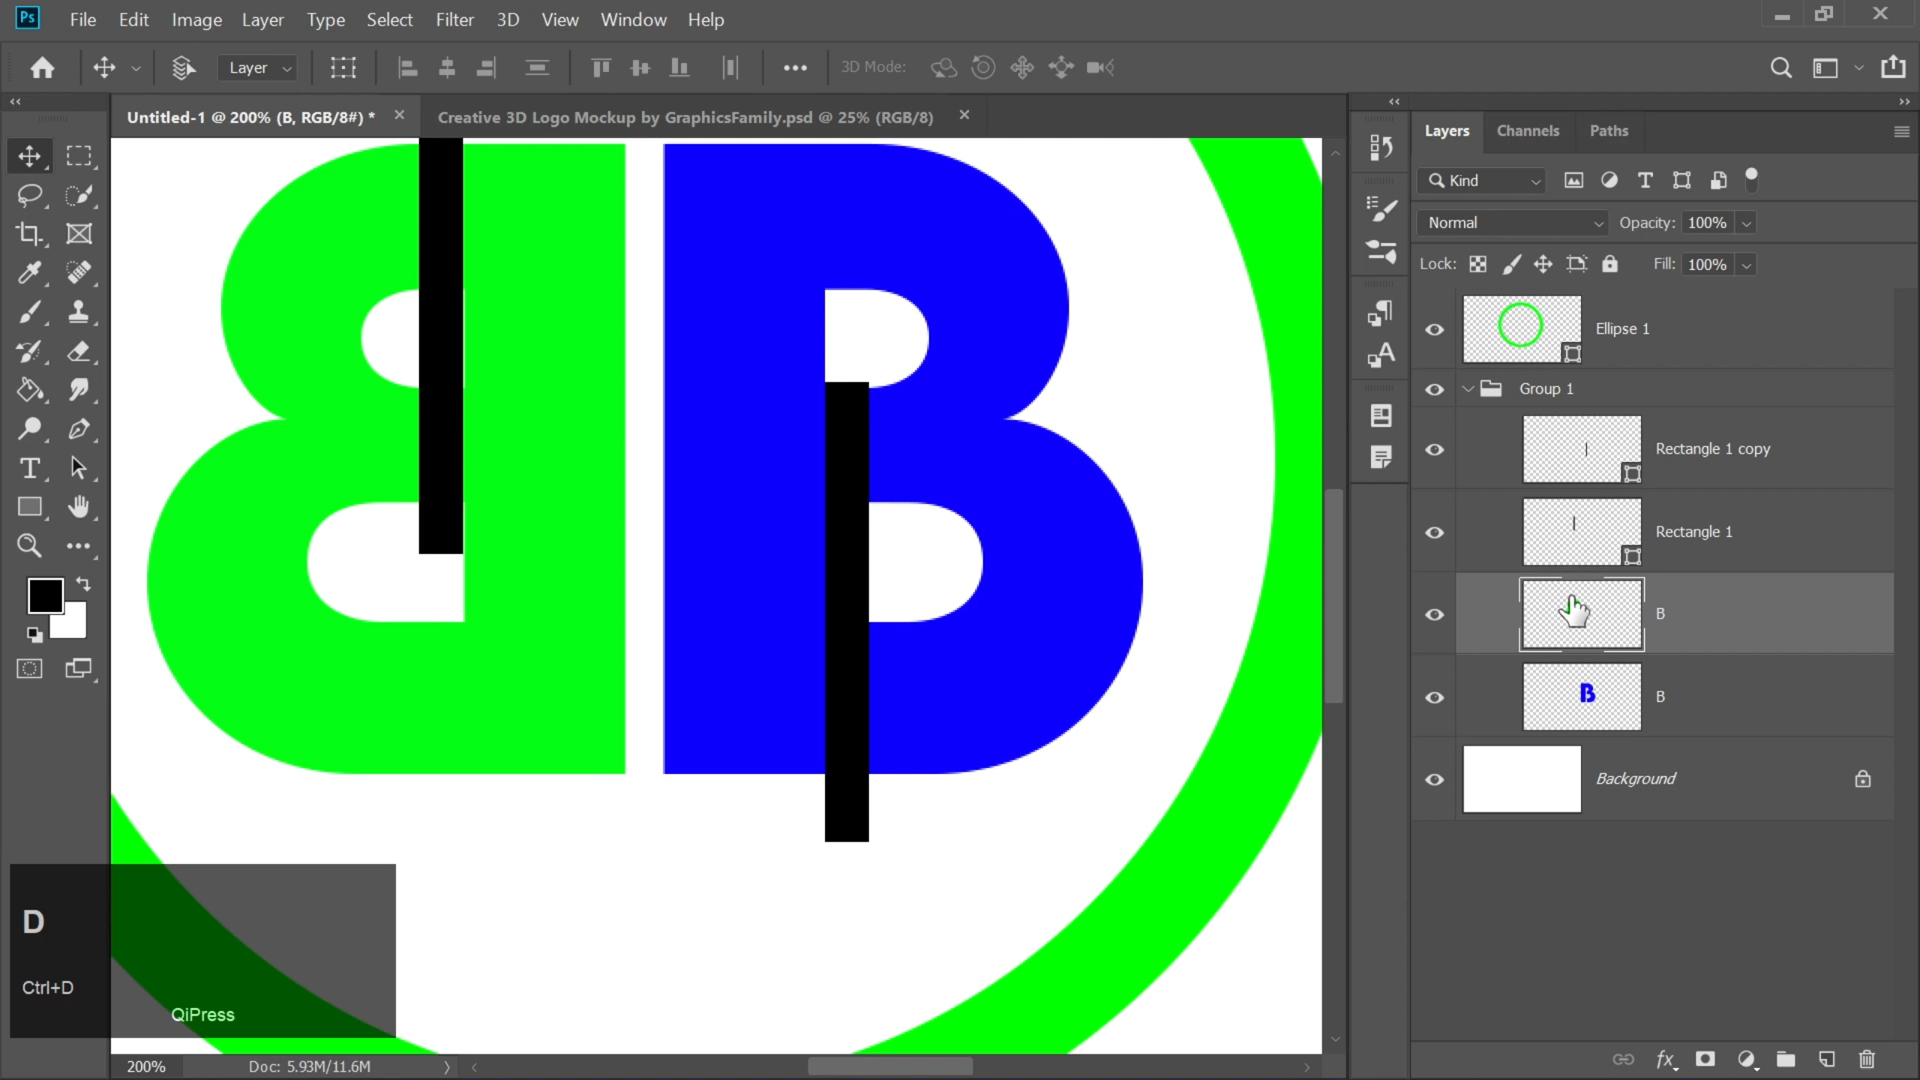 Ps File Edit Image Layer Type Select Filter 3D View Window Help
Layer 3D Mode:
Untitled-1 @ 200% (B, RGB/8#) * Creative 3D Logo Mockup by GraphicsFamily.psd @ 25% (RGB/8)
Layers Channels Paths
Kind
Normal Opacity: 100%
Lock: Fill: 100%
Ellipse 1
Group 1
Rectangle 1 copy
Rectangle 1
B
B
Background
BB
D
Ctrl+D
QiPress
200% Doc: 5.93M/11.6M